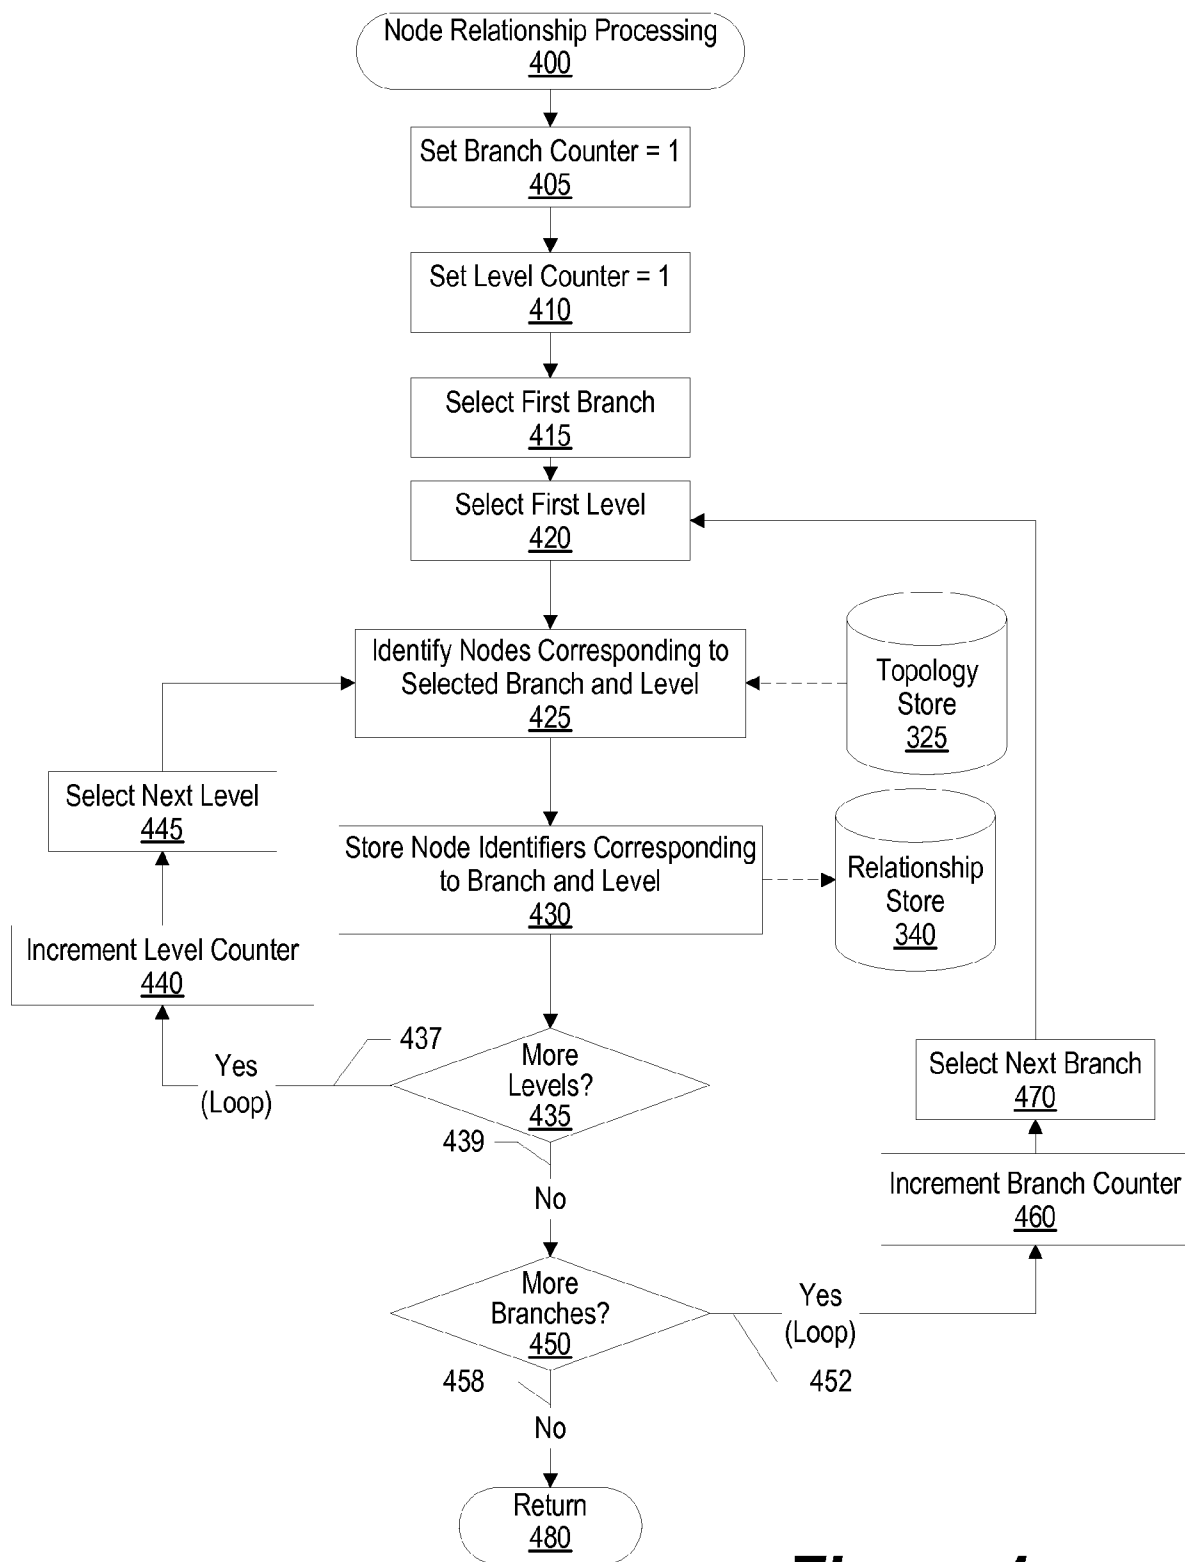 Node Relationship Processing
400
Set Branch Counter = 1
405
Set Level Counter = 1
410
Select First Branch
415
Select First Level
420
Identify Nodes Corresponding to
Selected Branch and Level
425
Topology
Store
325
Select Next Level
445
Store Node Identifiers Corresponding
to Branch and Level
430
Relationship
Store
340
Increment Level Counter
440
437
Yes
(Loop)
More
Levels?
435
439
No
Select Next Branch
470
Increment Branch Counter
460
More
Branches?
450
Yes
(Loop)
452
458
No
Return
480